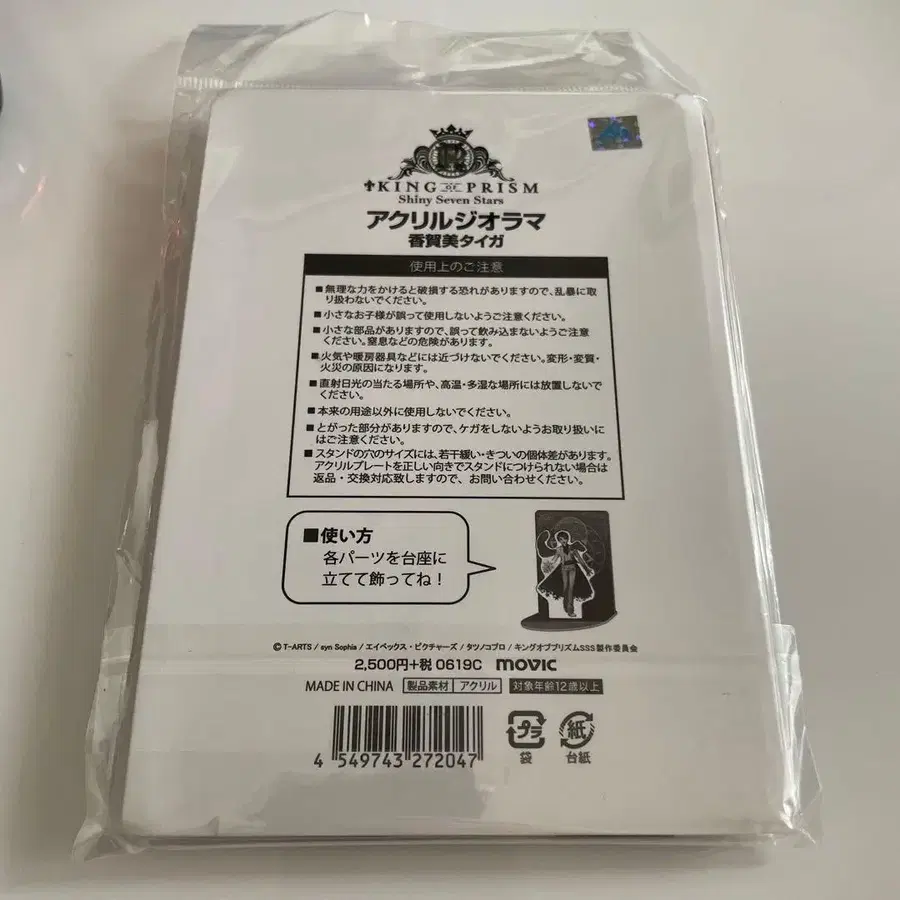 KING OF PRISM
Shiny Seven Stars
アクリルジオラマ
香賀美タイガ
使用上のご注意
■無理な力をかけると破損する恐れがありますので、乱暴に取
り扱わないでください。
■小さなお子様が誤って使用しないようご注意ください。
■小さな部品がありますので、誤って飲み込まないようご注意
ください。窒息などの危険があります。
■火気や暖房器具などには近づけないでください。変形・変質・
火災の原因になります。
■直射日光の当たる場所や、高温・多湿な場所には放置しないで
ください。
■本来の用途以外に使用しないでください。
■とがった部分がありますので、ケガをしないようお取り扱いに
はご注意ください。
■スタンドの穴のサイズには、若干緩い・きついの個体差があります。
アクリルプレートを正しい向きでスタンドにつけられない場合は
返品・交換対応致しますので、お問い合わせください。
■使い方
各パーツを台座に
立てて飾ってね！
©T-ARTS / syn Sophia / エイベックス・ピクチャーズ / タツノコプロ / キングオブプリズムSSS製作委員会
2,500円+税 0619C movic
MADE IN CHINA 製品素材 アクリル 対象年齢12歳以上
4 549743 272047
プラ 紙
袋 台紙